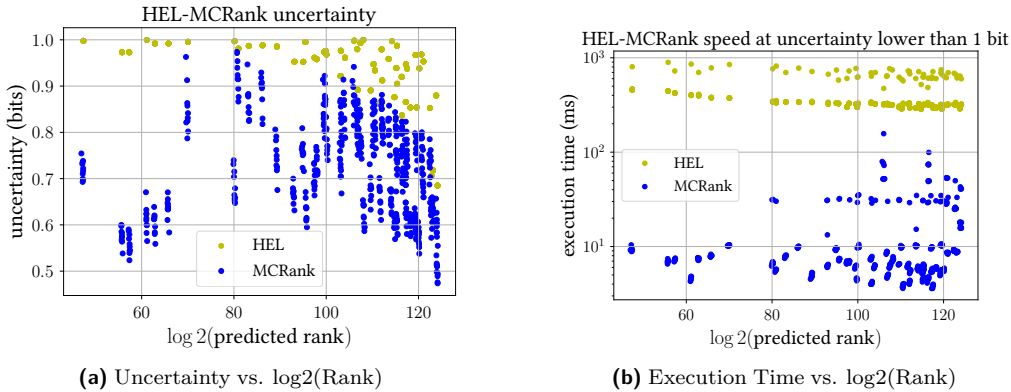 HEL-MCRank uncertainty
uncertainty (bits)
1.0
0.9
0.8
0.7
0.6
0.5
HEL
MCRank
60
80
100
120
log 2(predicted rank)
(a) Uncertainty vs. log2(Rank)
HEL-MCRank speed at uncertainty lower than 1 bit
execution time (ms)
10³
10²
10¹
HEL
MCRank
60
80
100
120
log 2(predicted rank)
(b) Execution Time vs. log2(Rank)